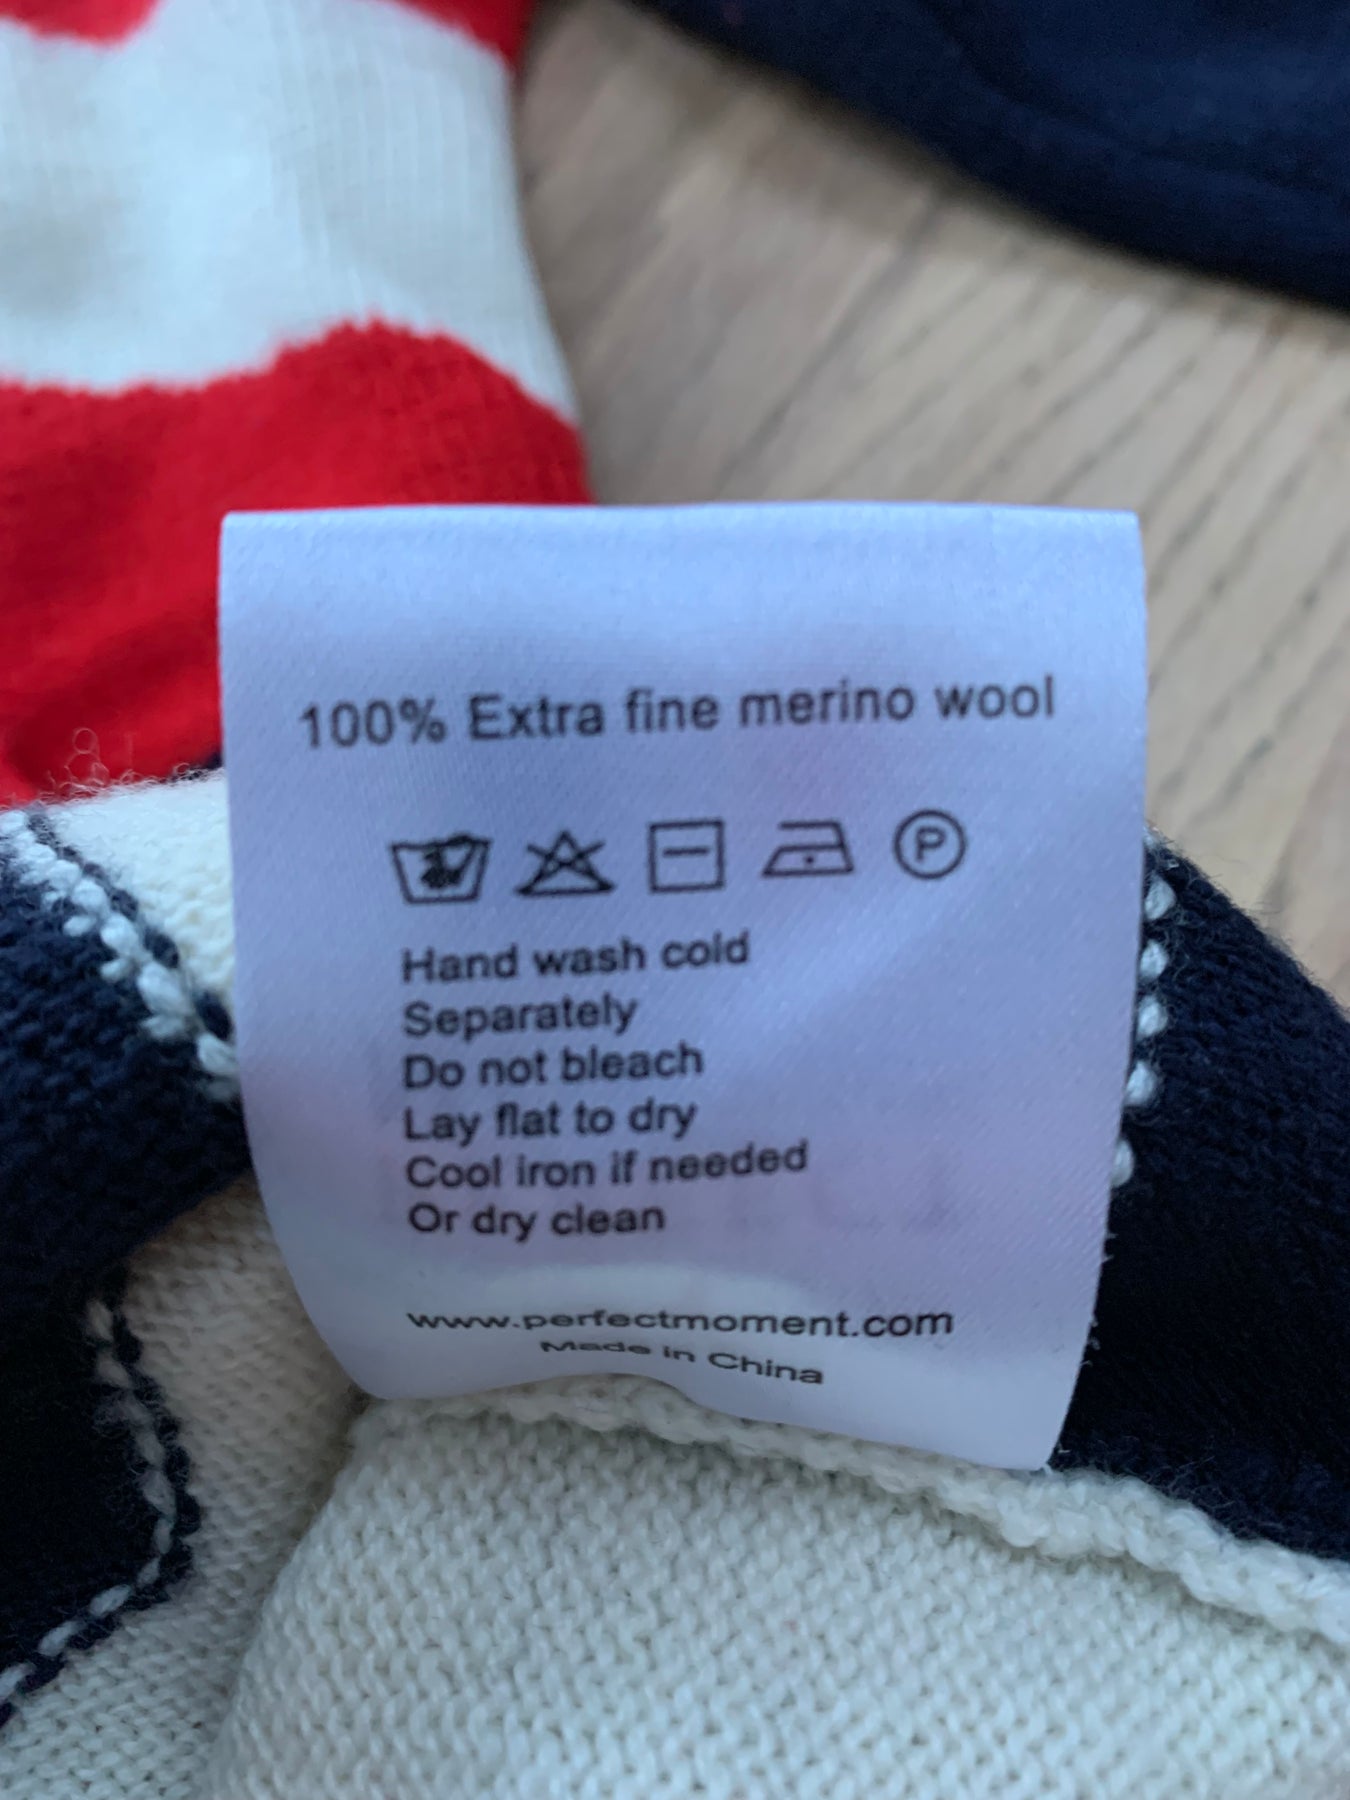 100% Extra fine merino wool
P
Hand wash cold
Separately
Do not bleach
Lay flat to dry
Cool iron if needed
Or dry clean
www.perfectmoment.com
Made in China